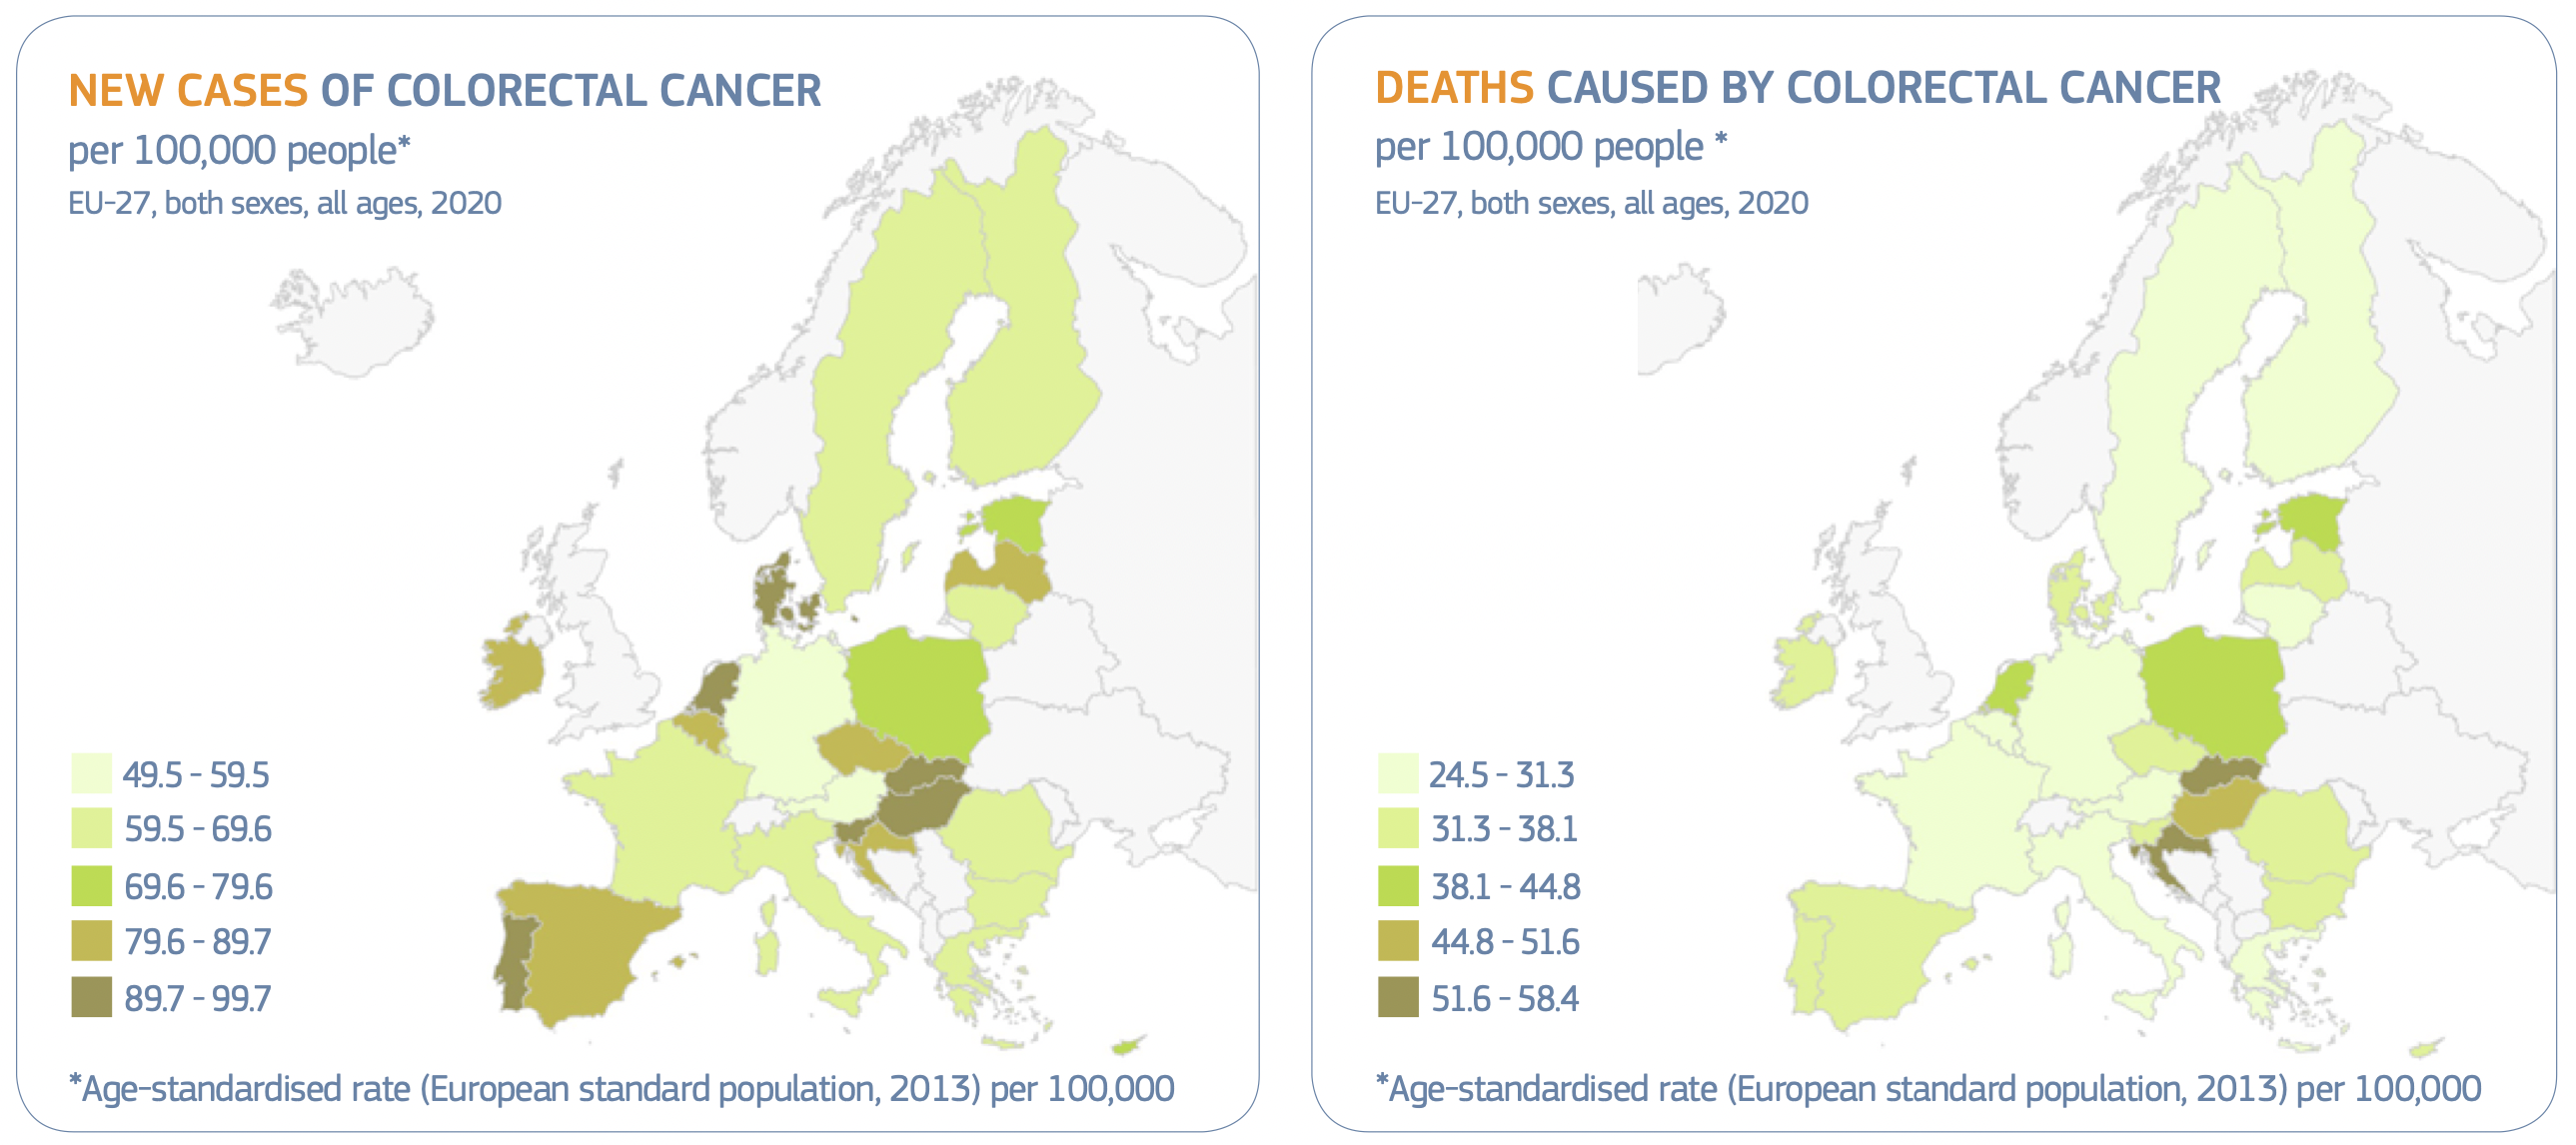 NEW CASES OF COLORECTAL CANCER
per 100,000 people*
EU-27, both sexes, all ages, 2020
49.5 - 59.5
59.5 - 69.6
69.6 - 79.6
79.6 - 89.7
89.7 - 99.7
*Age-standardised rate (European standard population, 2013) per 100,000
DEATHS CAUSED BY COLORECTAL CANCER
per 100,000 people *
EU-27, both sexes, all ages, 2020
24.5 - 31.3
31.3 - 38.1
38.1 - 44.8
44.8 - 51.6
51.6 - 58.4
*Age-standardised rate (European standard population, 2013) per 100,000